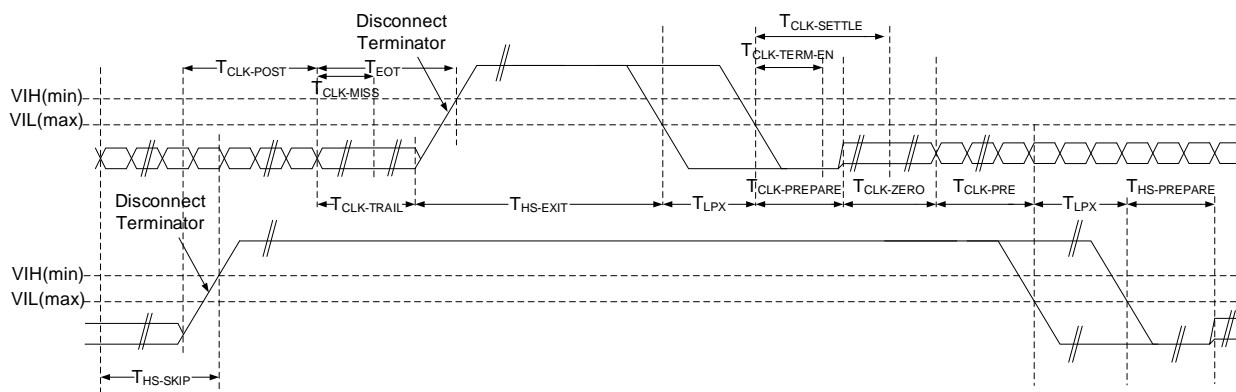 Disconnect
Terminator
TCLK-SETTLE
TCLK-POST
TEOT
TCLK-TERM-EN
TCLK-MISS
VIH(min)
VIL(max)
TCLK-TRAIL
THS-EXIT
TLPX
TCLK-PREPARE
TCLK-ZERO
TCLK-PRE
TLPX
THS-PREPARE
Disconnect
Terminator
VIH(min)
VIL(max)
THS-SKIP